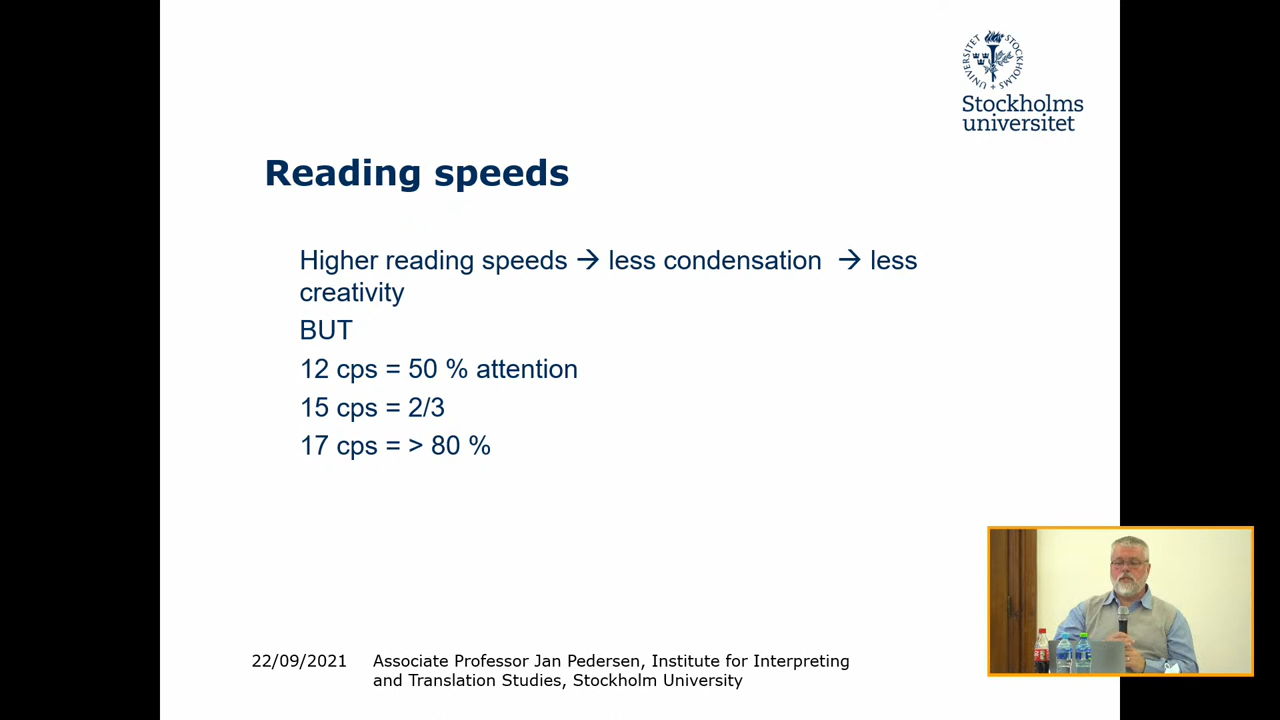 STOCKHOLMS UNIVERSITET
Stockholms
universitet
Reading speeds
Higher reading speeds → less condensation → less
creativity
BUT
12 cps = 50 % attention
15 cps = 2/3
17 cps = > 80 %
22/09/2021 Associate Professor Jan Pedersen, Institute for Interpreting
and Translation Studies, Stockholm University